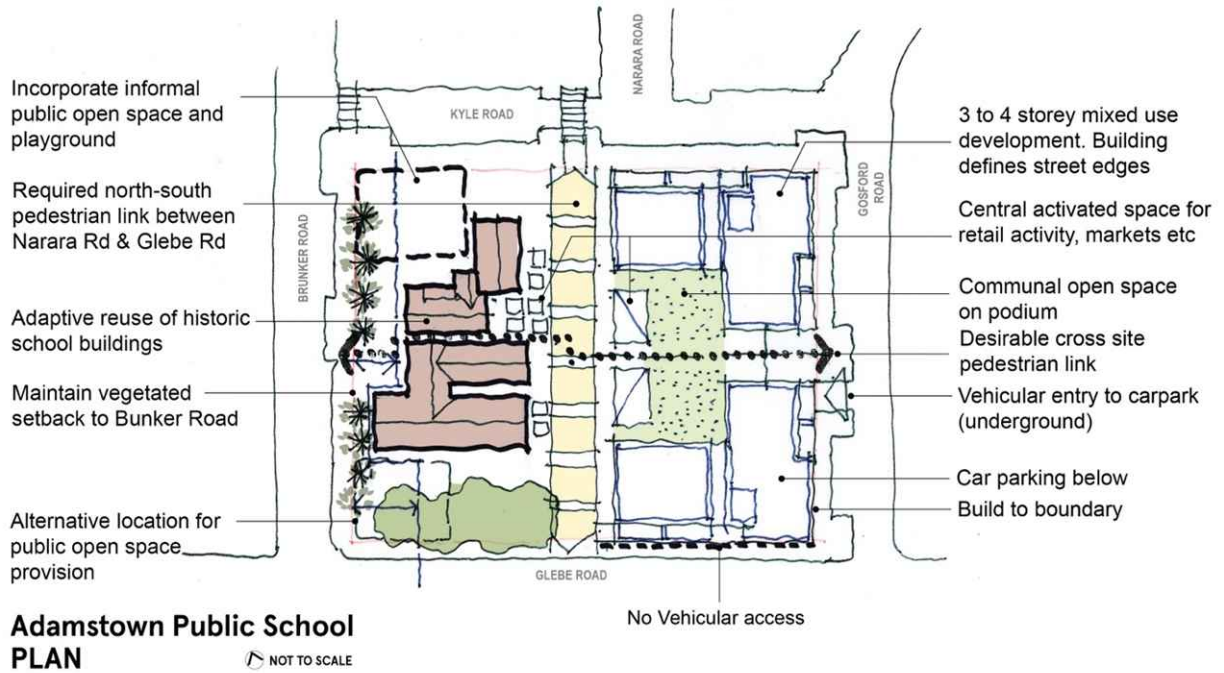 NARARA ROAD
KYLE ROAD
GOSFORD
ROAD
BRUNKER ROAD
GLEBE ROAD
Incorporate informal
public open space and
playground
Required north-south
pedestrian link between
Narara Rd & Glebe Rd
Adaptive reuse of historic
school buildings
Maintain vegetated
setback to Bunker Road
Alternative location for
public open space
provision
3 to 4 storey mixed use
development. Building
defines street edges
Central activated space for
retail activity, markets etc
Communal open space
on podium
Desirable cross site
pedestrian link
Vehicular entry to carpark
(underground)
Car parking below
Build to boundary
No Vehicular access
Adamstown Public School
PLAN
NOT TO SCALE